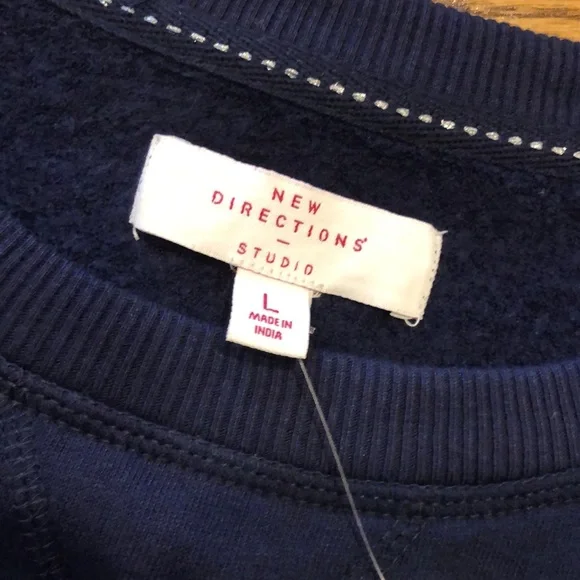 NEW
DIRECTIONS®
—
STUDIO
L
MADE IN
INDIA